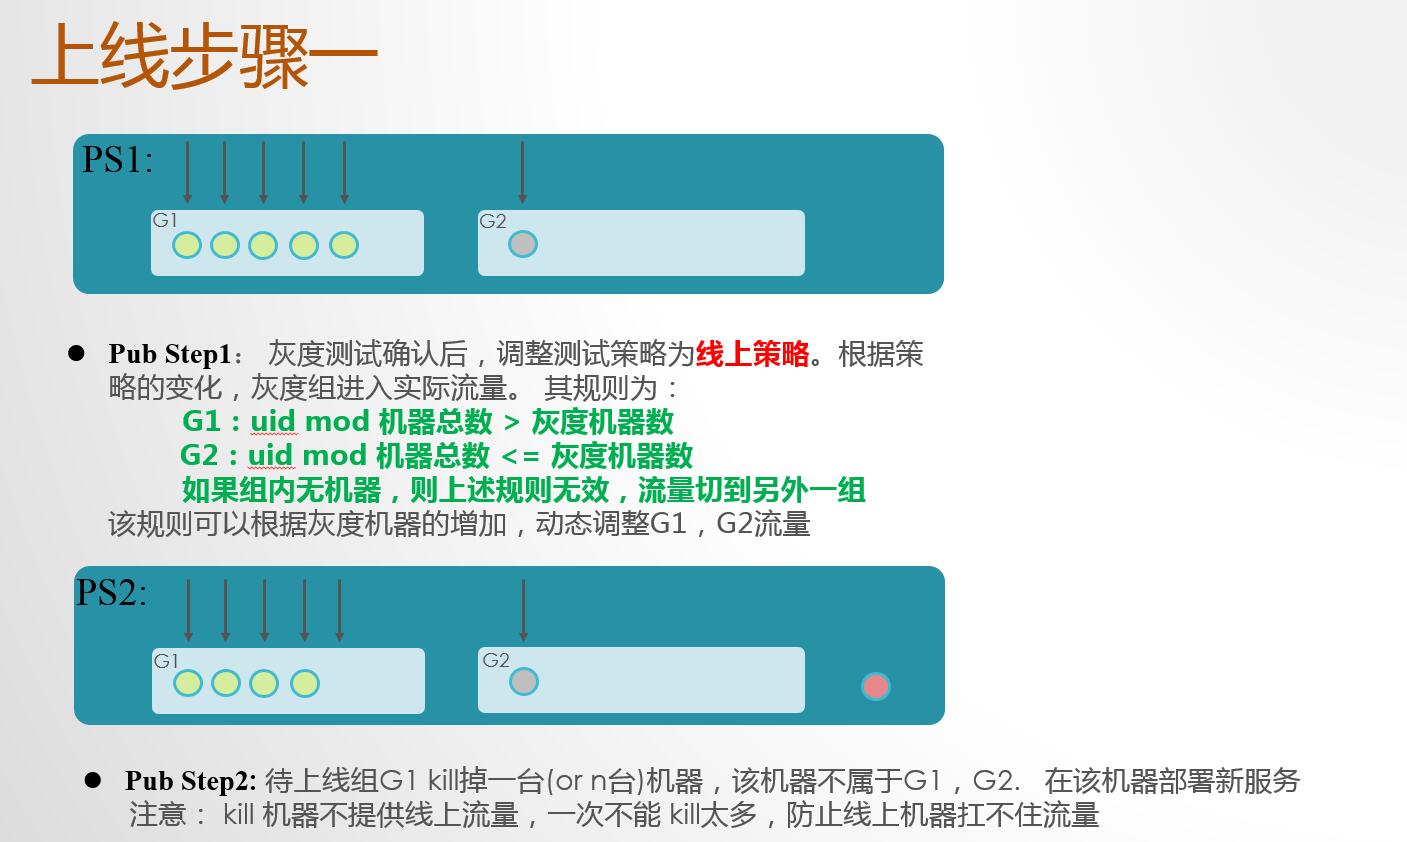 上线步骤一
PS1:
G1
G2
● Pub Step1： 灰度测试确认后，调整测试策略为线上策略。根据策
略的变化，灰度组进入实际流量。 其规则为：
G1：uid mod 机器总数 > 灰度机器数
G2：uid mod 机器总数 <= 灰度机器数
如果组内无机器，则上述规则无效，流量切到另外一组
该规则可以根据灰度机器的增加，动态调整G1，G2流量
PS2:
G1
G2
● Pub Step2: 待上线组G1 kill掉一台(or n台)机器，该机器不属于G1，G2. 在该机器部署新服务
注意： kill 机器不提供线上流量，一次不能 kill太多，防止线上机器扛不住流量